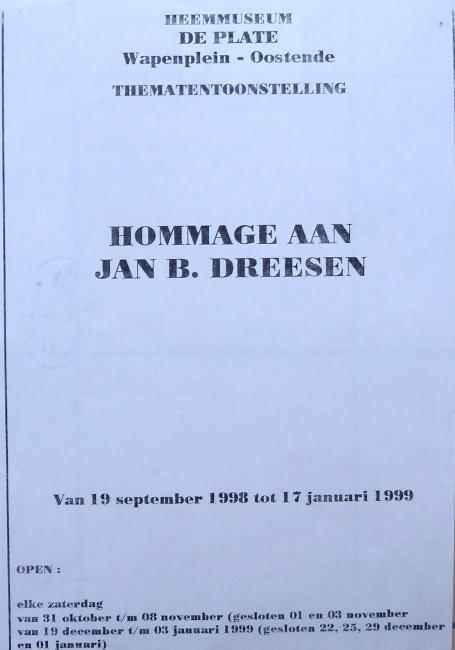 HEEMMUSEUM
DE PLATE
Wapenplein - Oostende
THEMATENTOONSTELLING
HOMMAGE AAN
JAN B. DREESEN
Van 19 september 1998 tot 17 januari 1999
OPEN :
elke zaterdag
van 31 oktober t/m 08 november (gesloten 01 en 03 november
van 19 december t/m 03 januari 1999 (gesloten 22, 25, 29 december
en 01 januari)